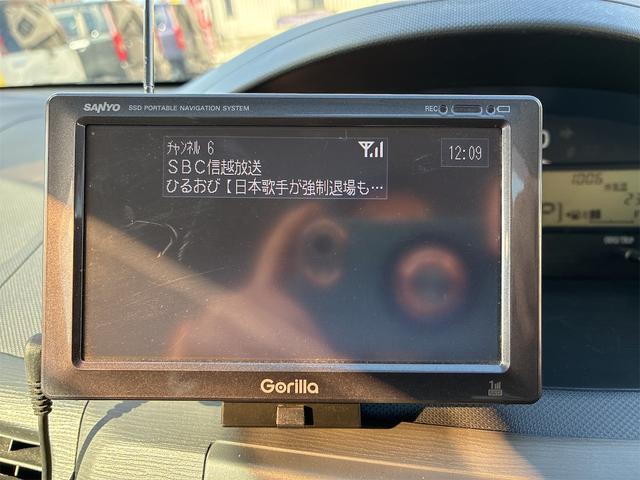 SANYO SSD PORTABLE NAVIGATION SYSTEM
REC
ﾁｬﾝﾈﾙ 6
12:09
ＳＢＣ信越放送
ひるおび【日本歌手が強制退場も…
Gorilla
1